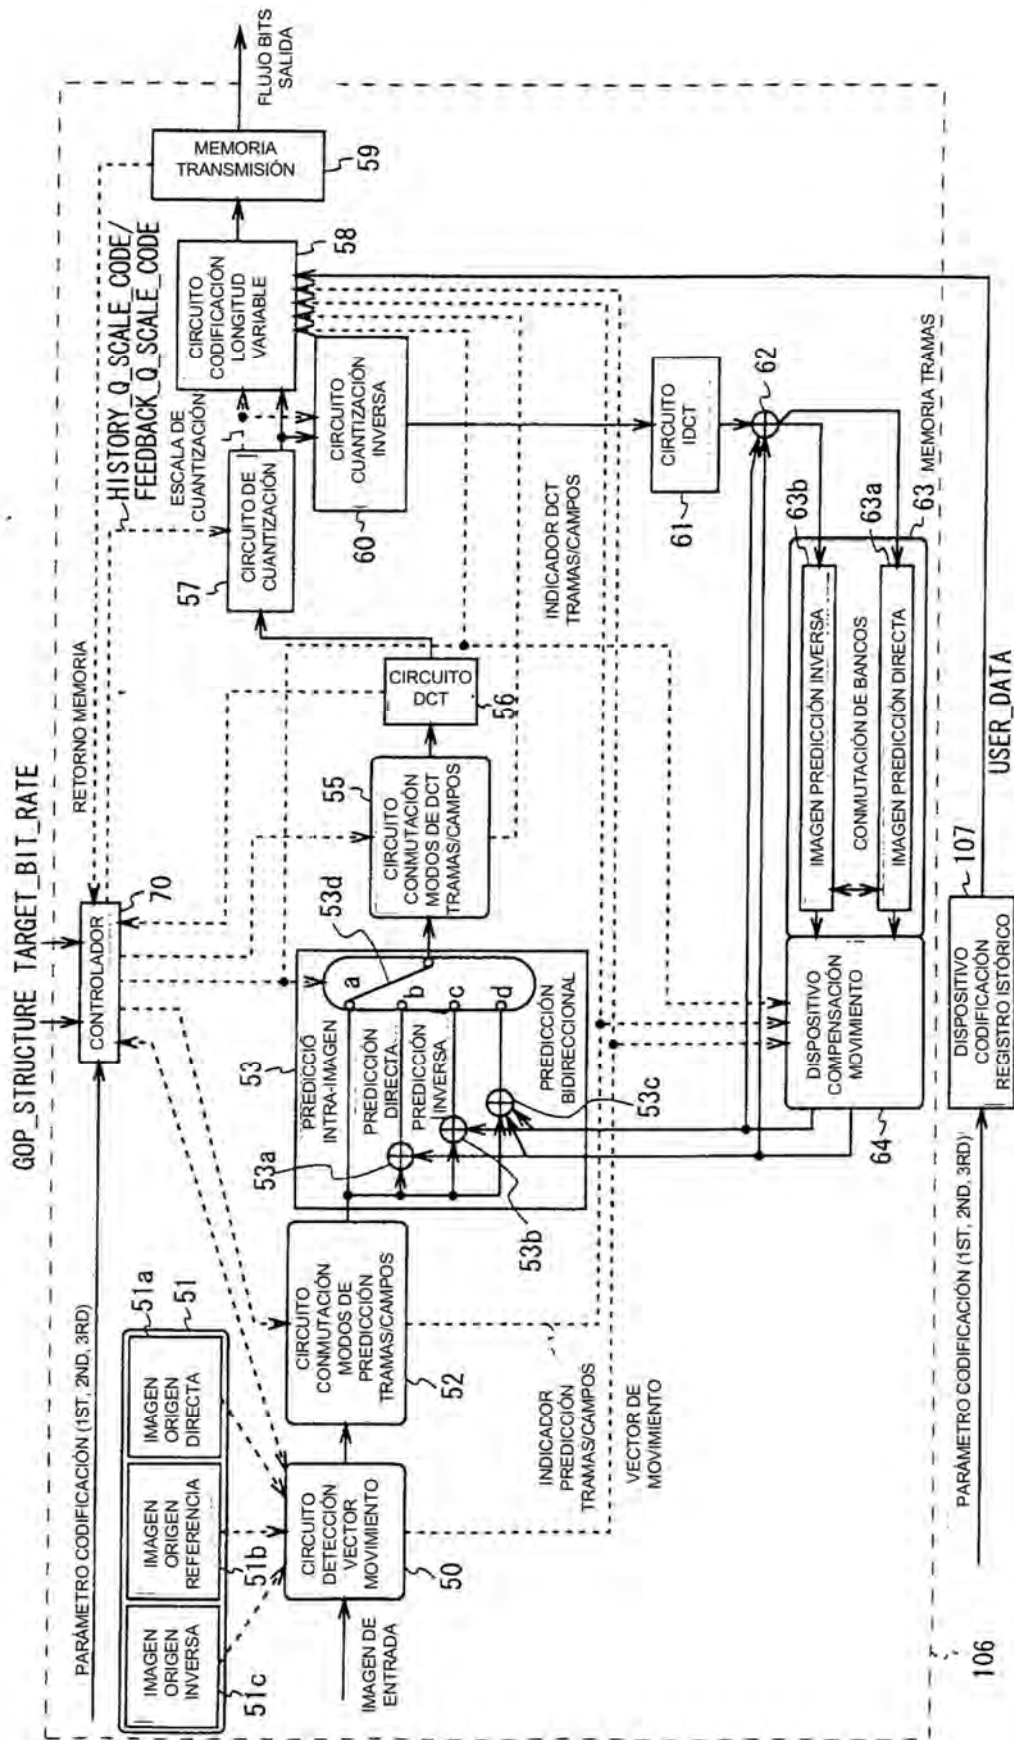 GOP_STRUCTURE TARGET_BIT_RATE
PARÁMETRO CODIFICACIÓN (1ST, 2ND, 3RD)
CONTROLADOR
70
RETORNO MEMORIA
HISTORY_Q_SCALE_CODE/
FEEDBACK_Q_SCALE_CODE
IMAGEN
ORIGEN
INVERSA
51c
IMAGEN
ORIGEN
REFERENCIA
51b
IMAGEN
ORIGEN
DIRECTA
51a
51
IMAGEN DE
ENTRADA
CIRCUITO
DETECCIÓN
VECTOR
MOVIMIENTO
50
CIRCUITO
CONMUTACIÓN
MODOS DE
PREDICCIÓN
TRAMAS/CAMPOS
52
53
PREDICCIÓ
INTRA-IMAGEN
PREDICCIÓN
DIRECTA
PREDICCIÓN
INVERSA
PREDICCIÓN
BIDIRECCIONAL
a
b
c
d
53a
53b
53c
53d
CIRCUITO
CONMUTACIÓN
MODOS DE DCT
TRAMAS/CAMPOS
55
CIRCUITO
DCT
56
CIRCUITO DE
CUANTIZACIÓN
57
ESCALA DE
CUANTIZACIÓN
CIRCUITO
CODIFICACIÓN
LONGITUD
VARIABLE
58
MEMORIA
TRANSMISIÓN
59
FLUJO BITS
SALIDA
CIRCUITO
CUANTIZACIÓN
INVERSA
60
CIRCUITO
IDCT
61
62
INDICADOR DCT
TRAMAS/CAMPOS
INDICADOR
PREDICCIÓN
TRAMAS/CAMPOS
VECTOR DE
MOVIMIENTO
IMAGEN PREDICCIÓN INVERSA
63b
CONMUTACIÓN DE BANCOS
IMAGEN PREDICCIÓN DIRECTA
63a
63
MEMORIA TRAMAS
DISPOSITIVO
COMPENSACIÓN
MOVIMIENTO
64
106
PARÁMETRO CODIFICACIÓN (1ST, 2ND, 3RD)
DISPOSITIVO
CODIFICACIÓN
REGISTRO ISTÓRICO
107
USER_DATA